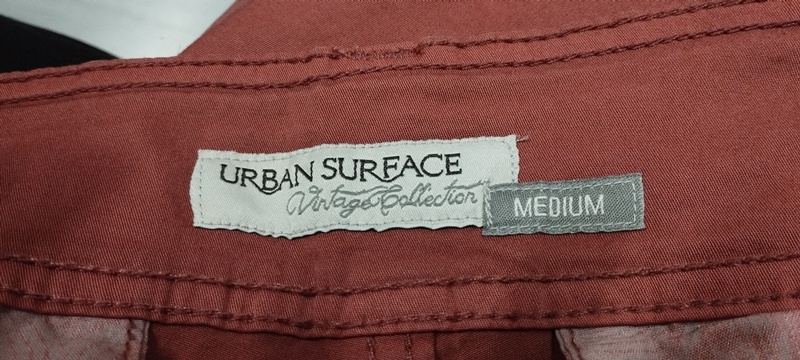 URBAN SURFACE
Vintage Collection
MEDIUM